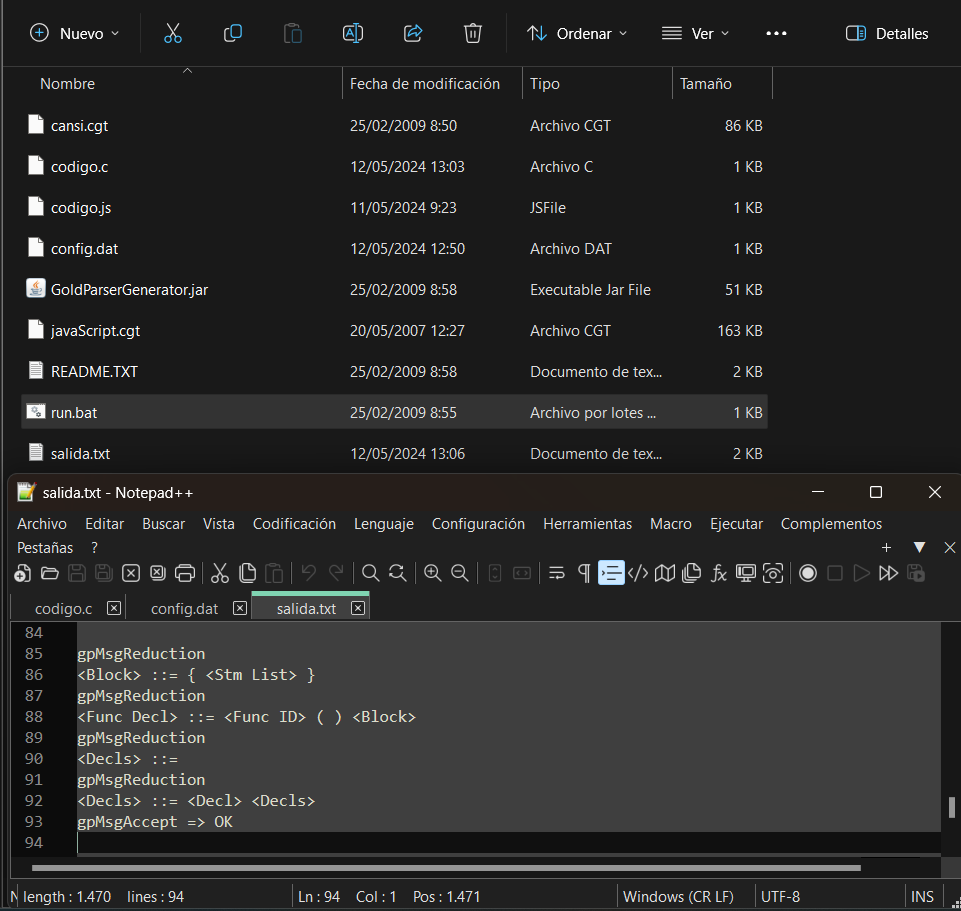 Nuevo Ordenar Ver ••• Detalles
Nombre Fecha de modificación Tipo Tamaño
cansi.cgt 25/02/2009 8:50 Archivo CGT 86 KB
codigo.c 12/05/2024 13:03 Archivo C 1 KB
codigo.js 11/05/2024 9:23 JSFile 1 KB
config.dat 12/05/2024 12:50 Archivo DAT 1 KB
GoldParserGenerator.jar 25/02/2009 8:58 Executable Jar File 51 KB
javaScript.cgt 20/05/2007 12:27 Archivo CGT 163 KB
README.TXT 25/02/2009 8:58 Documento de tex... 2 KB
run.bat 25/02/2009 8:55 Archivo por lotes ... 1 KB
salida.txt 12/05/2024 13:06 Documento de tex... 2 KB
salida.txt - Notepad++
Archivo Editar Buscar Vista Codificación Lenguaje Configuración Herramientas Macro Ejecutar Complementos
Pestañas ?
codigo.c config.dat salida.txt
84
85 gpMsgReduction
86 <Block> ::= { <Stm List> }
87 gpMsgReduction
88 <Func Decl> ::= <Func ID> ( ) <Block>
89 gpMsgReduction
90 <Decls> ::=
91 gpMsgReduction
92 <Decls> ::= <Decl> <Decls>
93 gpMsgAccept => OK
94
N length : 1.470 lines : 94 Ln : 94 Col : 1 Pos : 1.471 Windows (CR LF) UTF-8 INS